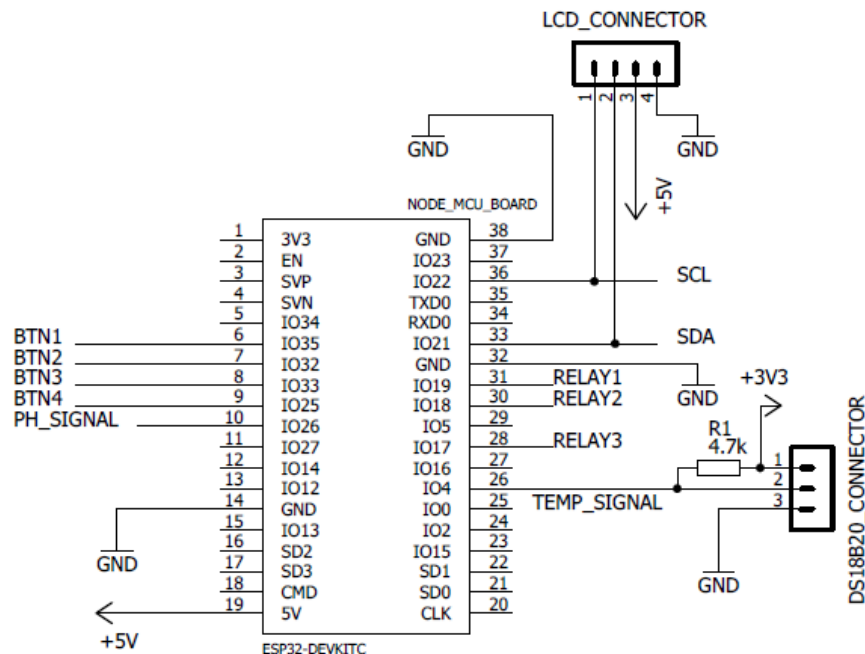 LCD_CONNECTOR
1 2 3 4
GND
GND
+5V
NODE_MCU_BOARD
1 3V3 GND 38
2 EN IO23 37
3 SVP IO22 36 SCL
4 SVN TXD0 35
5 IO34 RXD0 34
BTN1 6 IO35 IO21 33 SDA
BTN2 7 IO32 GND 32
BTN3 8 IO33 IO19 31 RELAY1
BTN4 9 IO25 IO18 30 RELAY2
PH_SIGNAL 10 IO26 IO5 29
11 IO27 IO17 28 RELAY3
12 IO14 IO16 27
13 IO12 IO4 26
14 GND IO0 25 TEMP_SIGNAL
15 IO13 IO2 24
16 SD2 IO15 23
17 SD3 SD1 22
18 CMD SD0 21
19 5V CLK 20
ESP32-DEVKITC
GND
+5V
GND
+3V3
R1
4.7k
1
2
3
GND
DS18B20_CONNECTOR